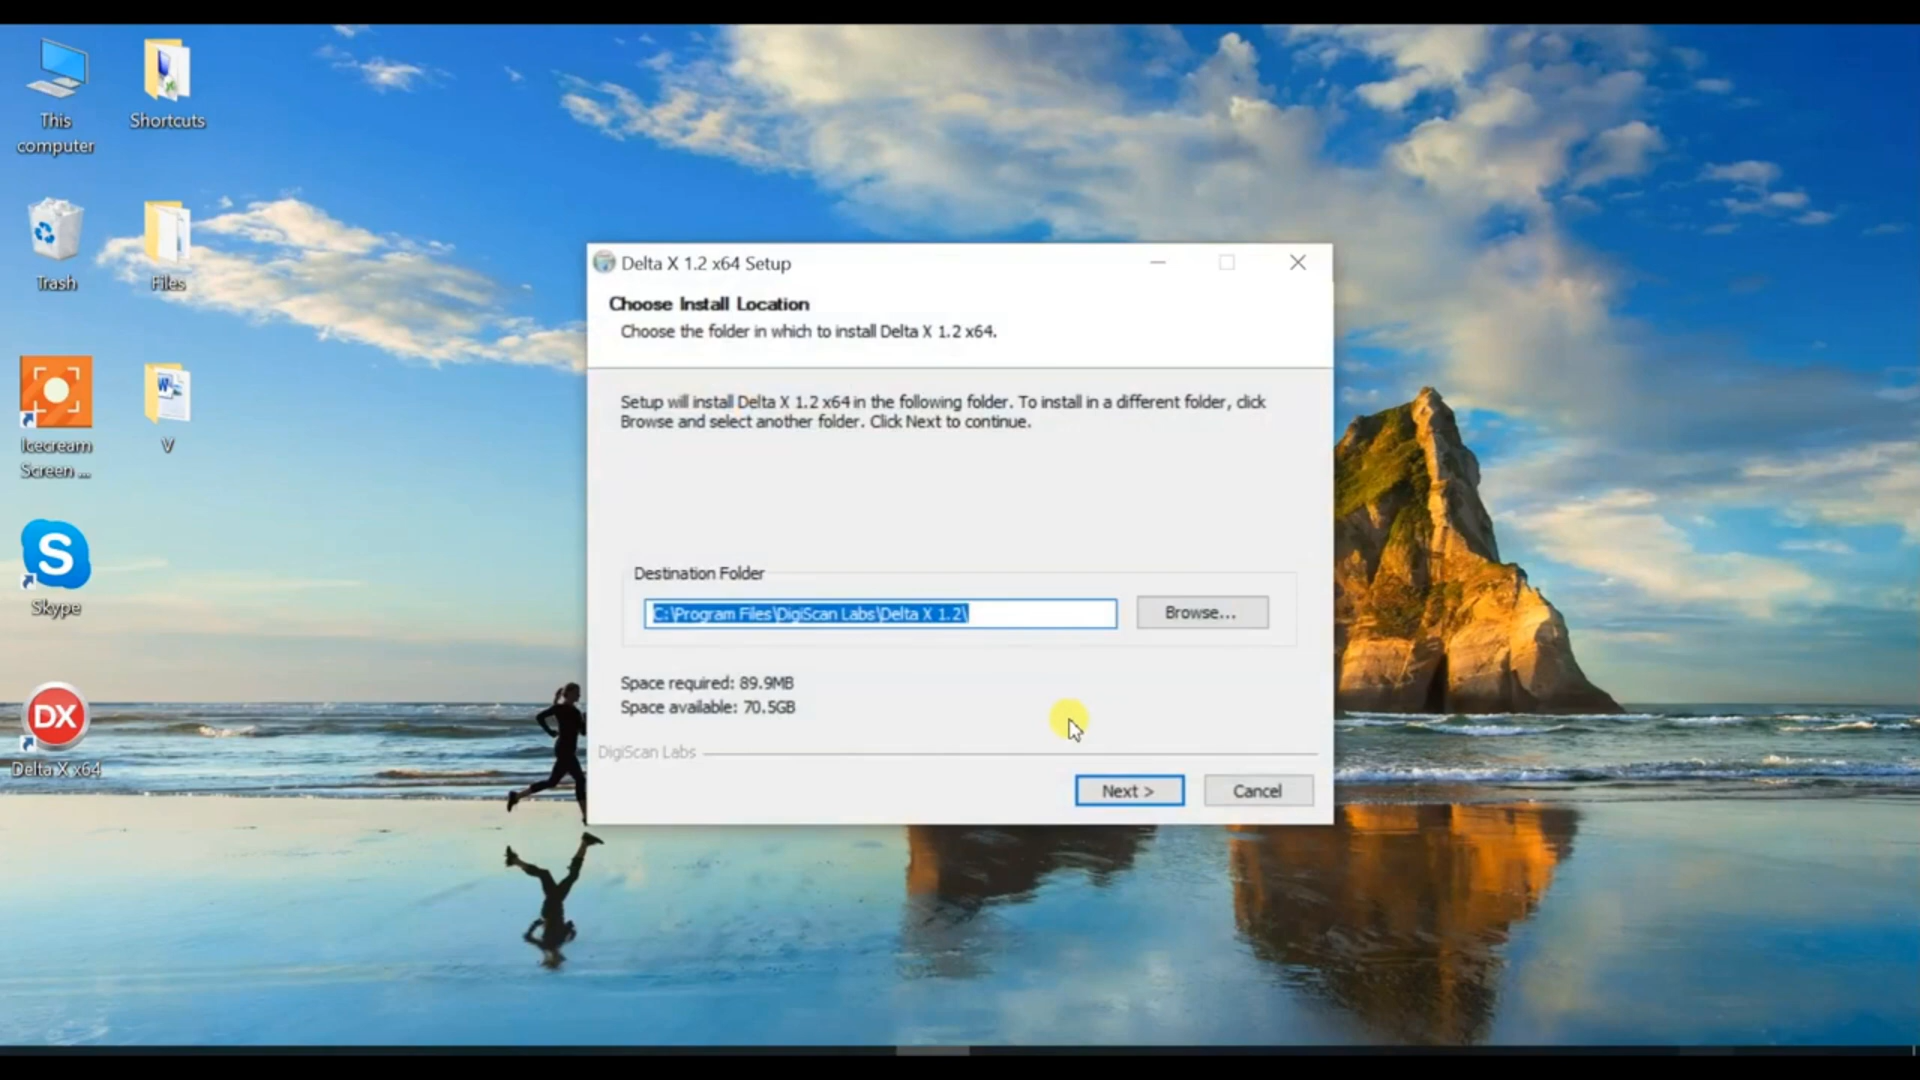 This
computer
Shortcuts
Trash
Files
Icecream
Screen ...
W
V
S
Skype
DX
Delta X x64
Delta X 1.2 x64 Setup
Choose Install Location
Choose the folder in which to install Delta X 1.2 x64.
Setup will install Delta X 1.2 x64 in the following folder. To install in a different folder, click
Browse and select another folder. Click Next to continue.
Destination Folder
C:\Program Files\DigiScan Labs\Delta X 1.2\
Browse...
Space required: 89.9MB
Space available: 70.5GB
DigiScan Labs
Next >
Cancel